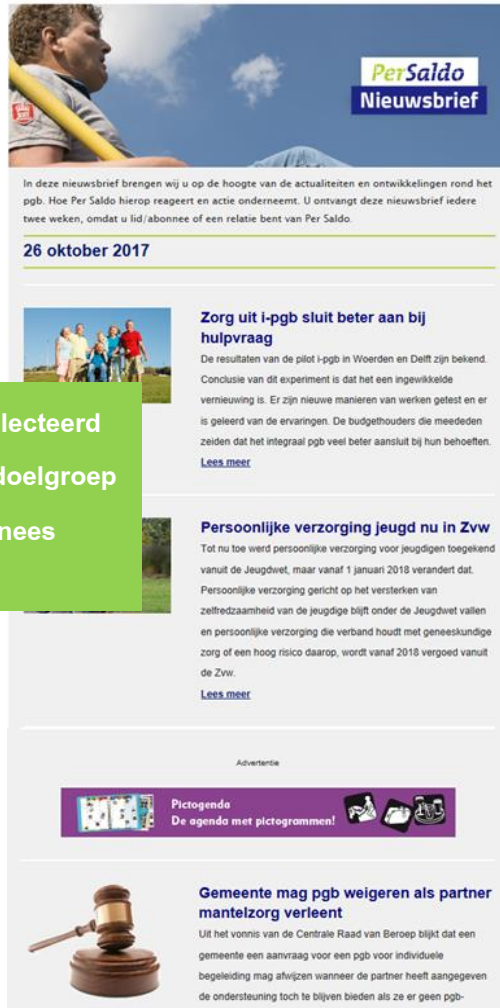 PerSaldo
Nieuwsbrief
In deze nieuwsbrief brengen wij u op de hoogte van de actualiteiten en ontwikkelingen rond het
pgb. Hoe Per Saldo hierop reageert en actie onderneemt. U ontvangt deze nieuwsbrief iedere
twee weken, omdat u lid/abonnee of een relatie bent van Per Saldo.
26 oktober 2017
Zorg uit i-pgb sluit beter aan bij
hulpvraag
De resultaten van de pilot i-pgb in Woerden en Delft zijn bekend.
Conclusie van dit experiment is dat het een ingewikkelde
vernieuwing is. Er zijn nieuwe manieren van werken getest en er
is geleerd van de ervaringen. De budgethouders die meededen
zeiden dat het integraal pgb veel beter aansluit bij hun behoeften.
Lees meer
lecteerd
doelgroep
nees
Persoonlijke verzorging jeugd nu in Zvw
Tot nu toe werd persoonlijke verzorging voor jeugdigen toegekend
vanuit de Jeugdwet, maar vanaf 1 januari 2018 verandert dat.
Persoonlijke verzorging gericht op het versterken van
zelfredzaamheid van de jeugdige blijft onder de Jeugdwet vallen
en persoonlijke verzorging die verband houdt met geneeskundige
zorg of een hoog risico daarop, wordt vanaf 2018 vergoed vanuit
de Zvw.
Lees meer
Advertentie
Pictogenda
De agenda met pictogrammen!
Gemeente mag pgb weigeren als partner
mantelzorg verleent
Uit het vonnis van de Centrale Raad van Beroep blijkt dat een
gemeente een aanvraag voor een pgb voor individuele
begeleiding mag afwijzen wanneer de partner heeft aangegeven
de ondersteuning toch te blijven bieden als ze er geen pgb-